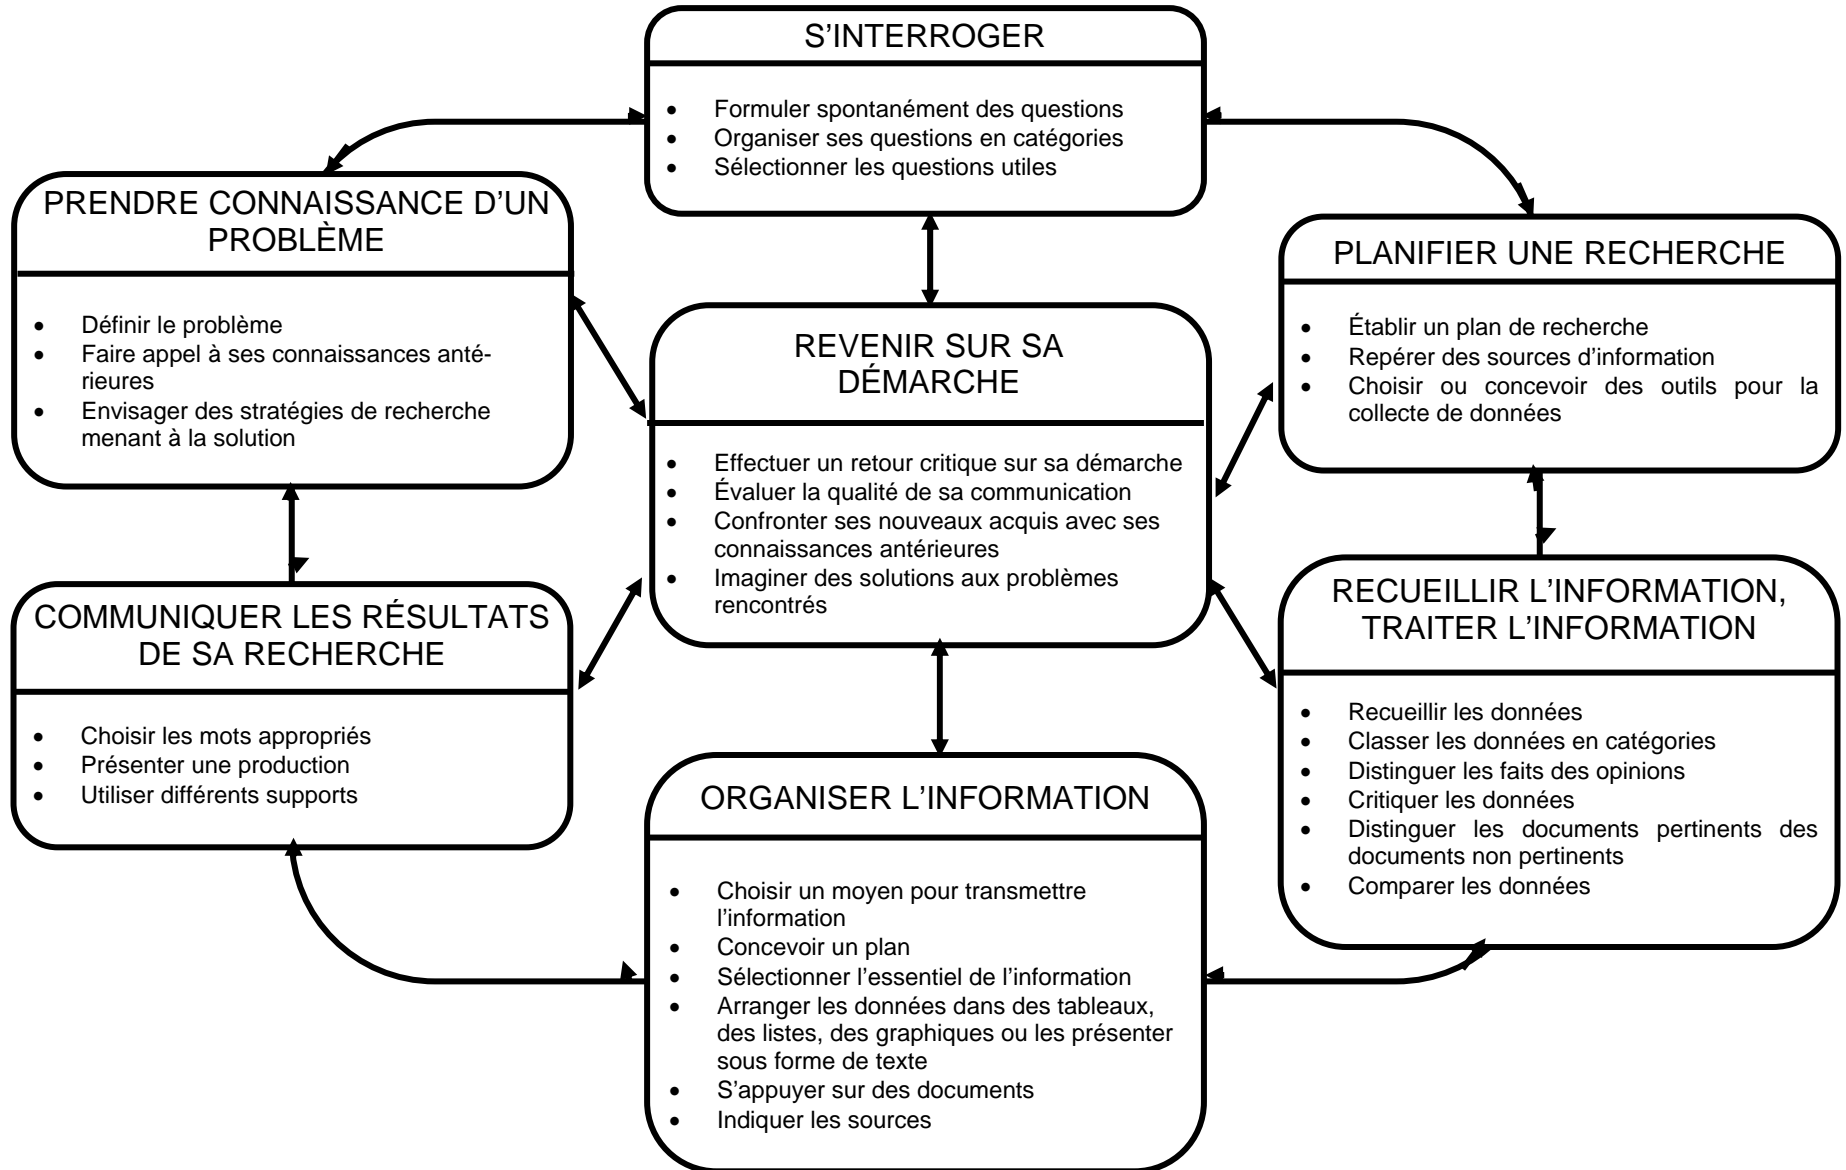 S’INTERROGER
• Formuler spontanément des questions
• Organiser ses questions en catégories
• Sélectionner les questions utiles
PRENDRE CONNAISSANCE D’UN
PROBLÈME
• Définir le problème
• Faire appel à ses connaissances anté-
rieures
• Envisager des stratégies de recherche
menant à la solution
REVENIR SUR SA
DÉMARCHE
• Effectuer un retour critique sur sa démarche
• Évaluer la qualité de sa communication
• Confronter ses nouveaux acquis avec ses
connaissances antérieures
• Imaginer des solutions aux problèmes
rencontrés
PLANIFIER UNE RECHERCHE
• Établir un plan de recherche
• Repérer des sources d’information
• Choisir ou concevoir des outils pour la
collecte de données
COMMUNIQUER LES RÉSULTATS
DE SA RECHERCHE
• Choisir les mots appropriés
• Présenter une production
• Utiliser différents supports
RECUEILLIR L’INFORMATION,
TRAITER L’INFORMATION
• Recueillir les données
• Classer les données en catégories
• Distinguer les faits des opinions
• Critiquer les données
• Distinguer les documents pertinents des
documents non pertinents
• Comparer les données
ORGANISER L’INFORMATION
• Choisir un moyen pour transmettre
l’information
• Concevoir un plan
• Sélectionner l’essentiel de l’information
• Arranger les données dans des tableaux,
des listes, des graphiques ou les présenter
sous forme de texte
• S’appuyer sur des documents
• Indiquer les sources